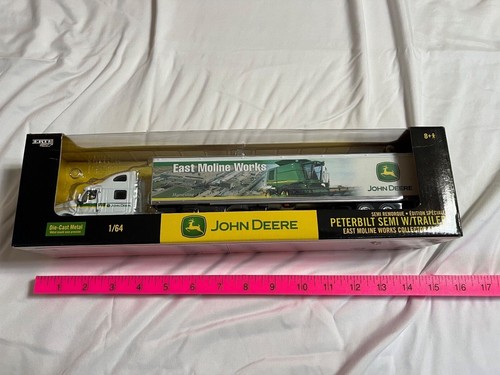 ERTL
8+
East Moline Works
JOHN DEERE
Die-Cast Metal
1/64
JOHN DEERE
SEMI REMORQUE • EDITION SPECIALE
PETERBILT SEMI W/TRAILER
EAST MOLINE WORKS COLLECTOR
1 2 3 4 5 6 7 8 9 10 11 12 13 14 15 16 17